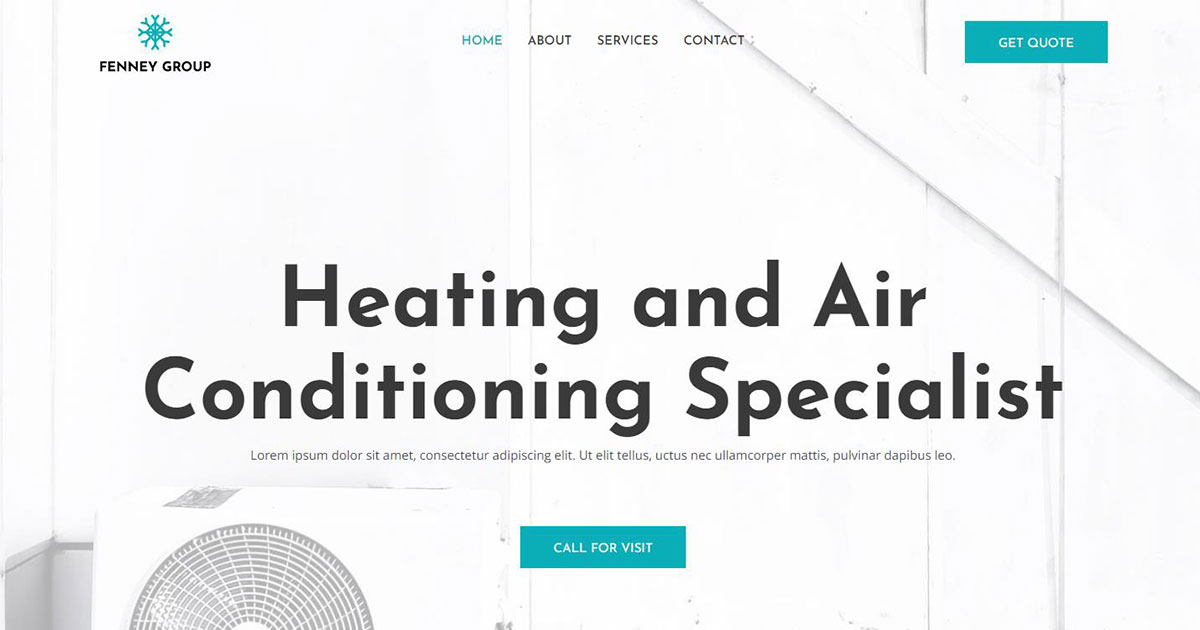 FENNEY GROUP
HOME ABOUT SERVICES CONTACT
GET QUOTE
Heating and Air
Conditioning Specialist
Lorem ipsum dolor sit amet, consectetur adipiscing elit. Ut elit tellus, uctus nec ullamcorper mattis, pulvinar dapibus leo.
CALL FOR VISIT